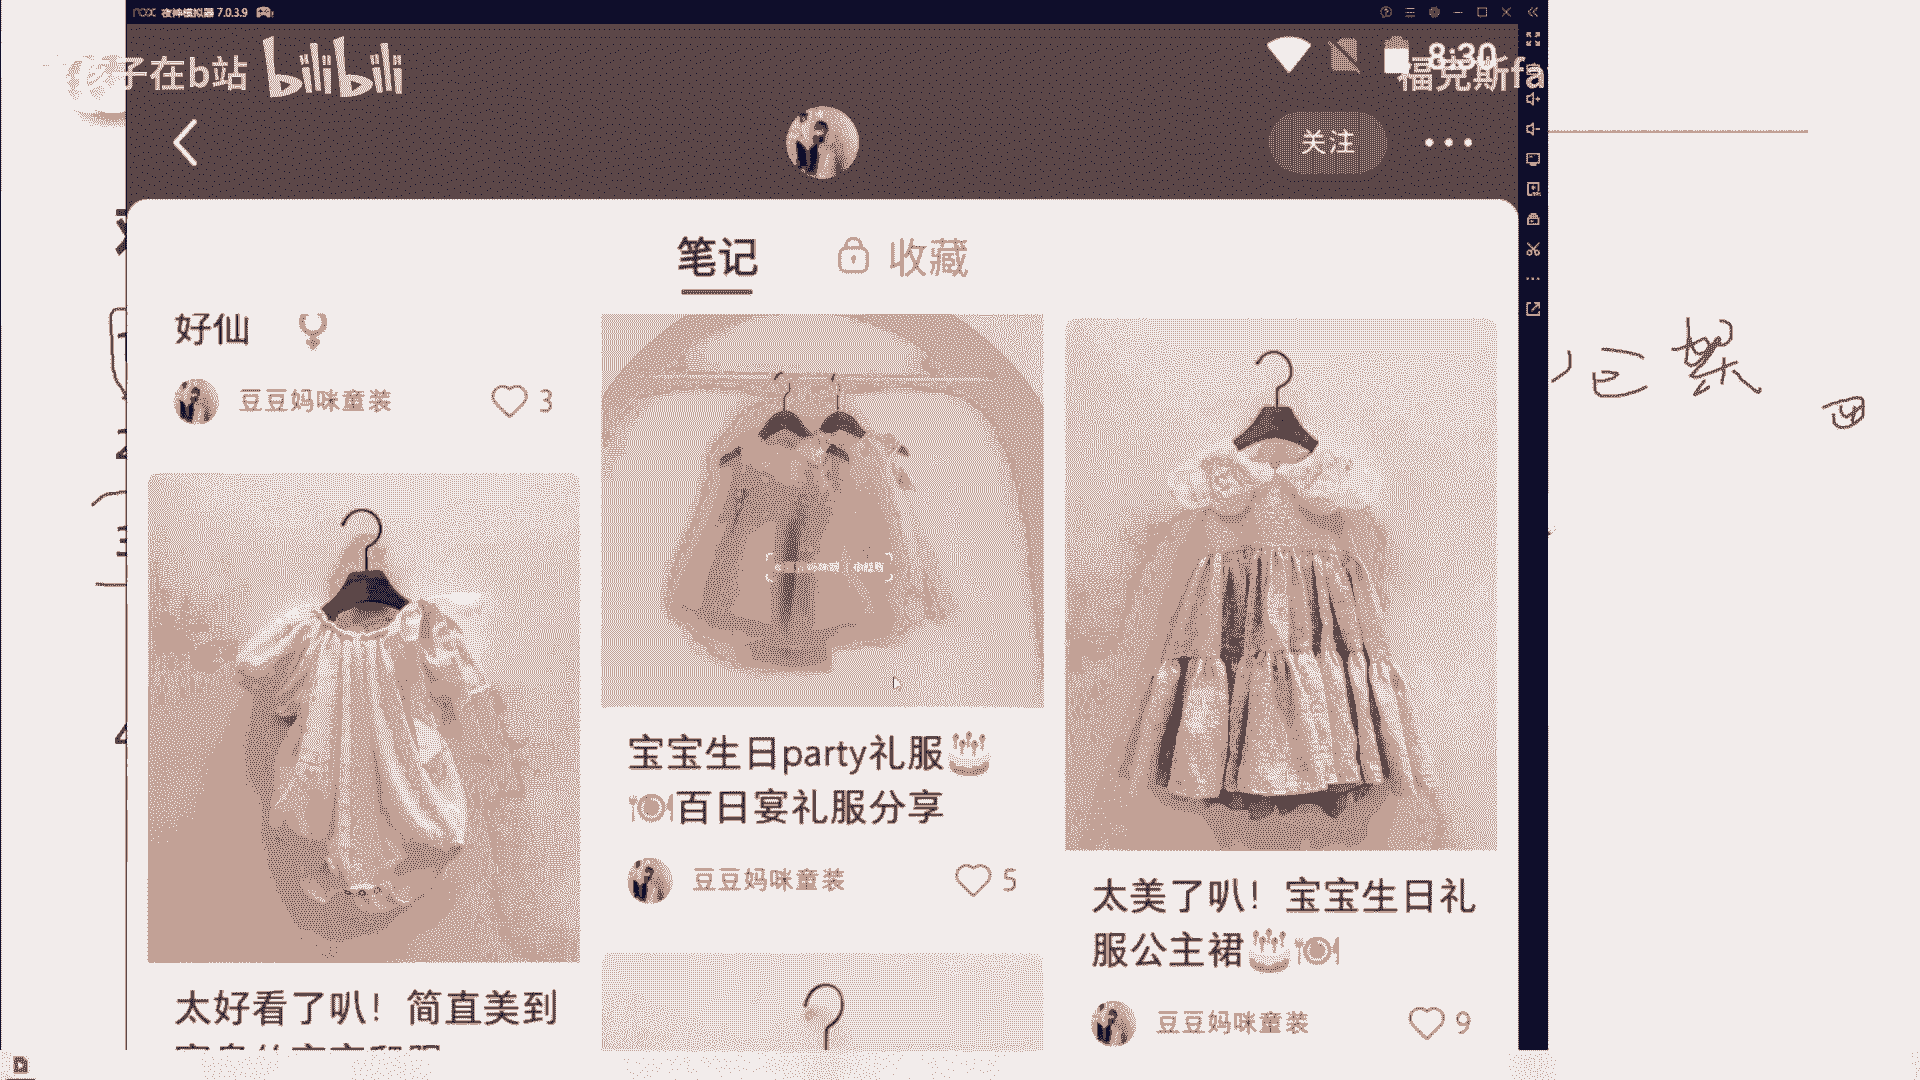 nox 夜神模拟器 7.0.3.9
子在b站 bilibili
8:30
福克斯fa
关注
笔记
收藏
好仙
豆豆妈咪童装
3
宝宝生日party礼服
百日宴礼服分享
豆豆妈咪童装
5
太美了叭！宝宝生日礼
服公主裙
豆豆妈咪童装
9
太好看了叭！简直美到
2
3
4